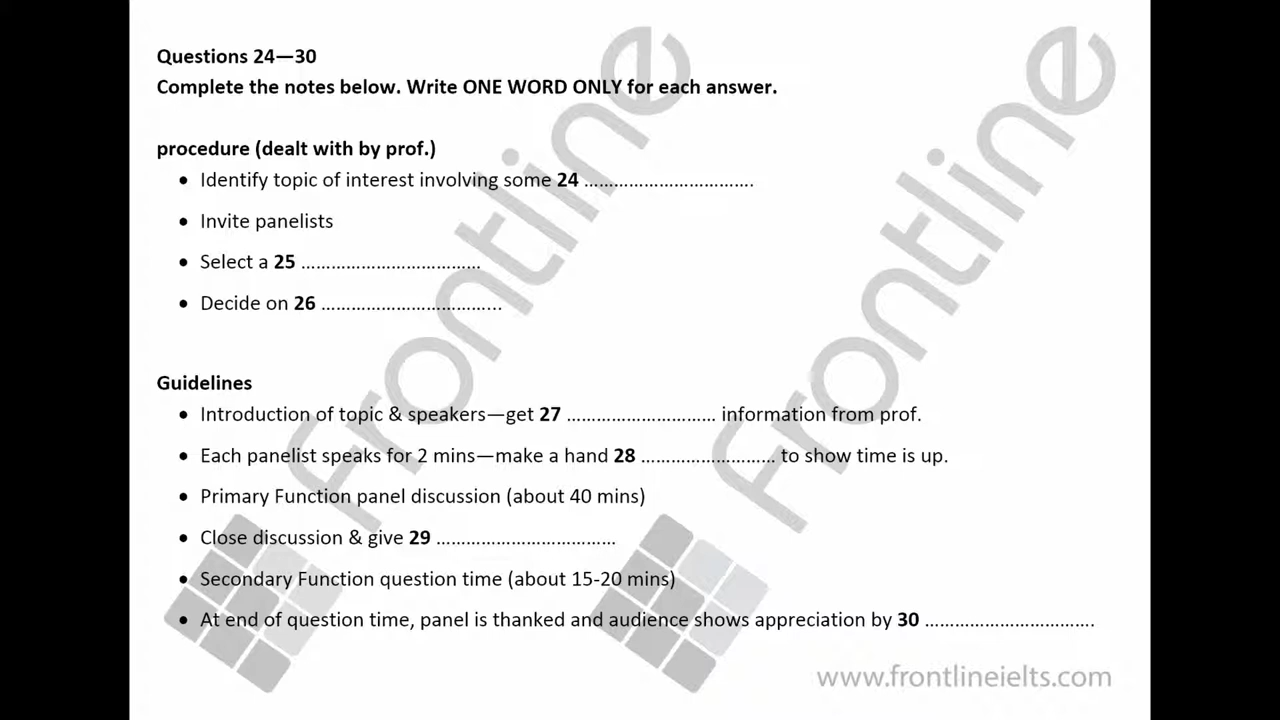 Questions 24—30
Complete the notes below. Write ONE WORD ONLY for each answer.
procedure (dealt with by prof.)
• Identify topic of interest involving some 24 ……………………………….
• Invite panelists
• Select a 25 ………………………………
• Decide on 26 ………………………………..
Guidelines
• Introduction of topic & speakers—get 27 ………………………… information from prof.
• Each panelist speaks for 2 mins—make a hand 28 ……………………… to show time is up.
• Primary Function panel discussion (about 40 mins)
• Close discussion & give 29 ………………………………
• Secondary Function question time (about 15-20 mins)
• At end of question time, panel is thanked and audience shows appreciation by 30 …………………………….
Frontline
Frontline
www.frontlineielts.com